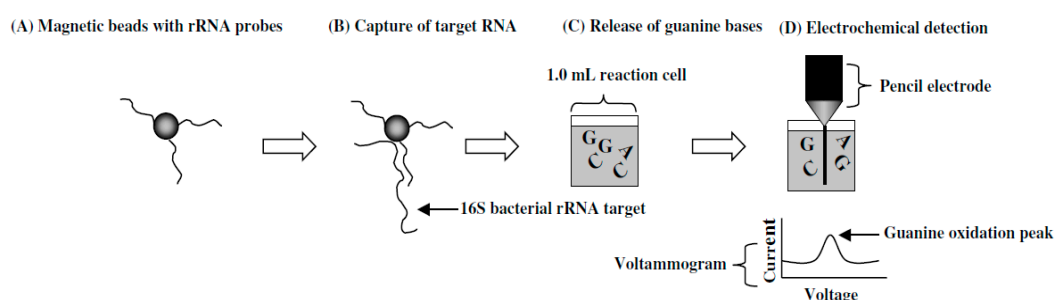 (A) Magnetic beads with rRNA probes
(B) Capture of target RNA
(C) Release of guanine bases
(D) Electrochemical detection
1.0 mL reaction cell
Pencil electrode
G G A C C
G A C G
16S bacterial rRNA target
Guanine oxidation peak
Voltammogram
Current
Voltage